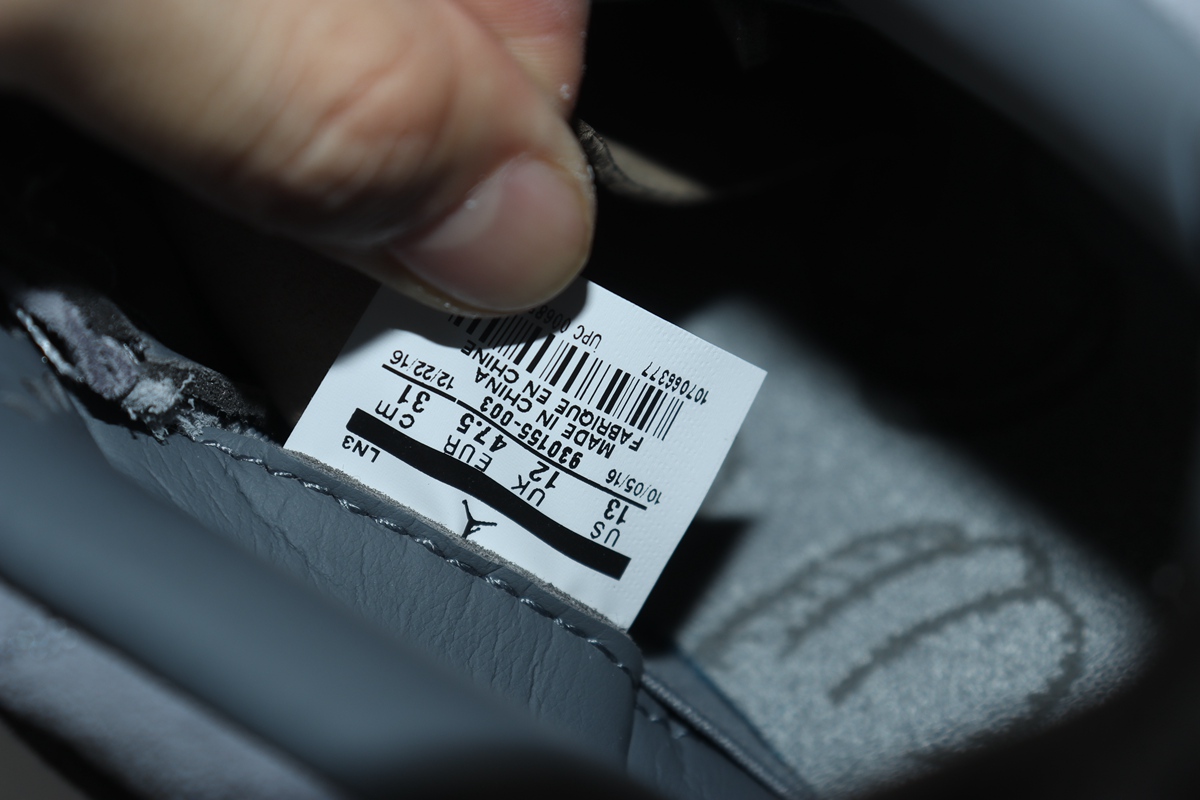 LN3
US UK EUR cm
13 12 47.5 31
10/05/16 12/22/16
930155-003
MADE IN CHINA
FABRIQUE EN CHINE
107066377 UPC